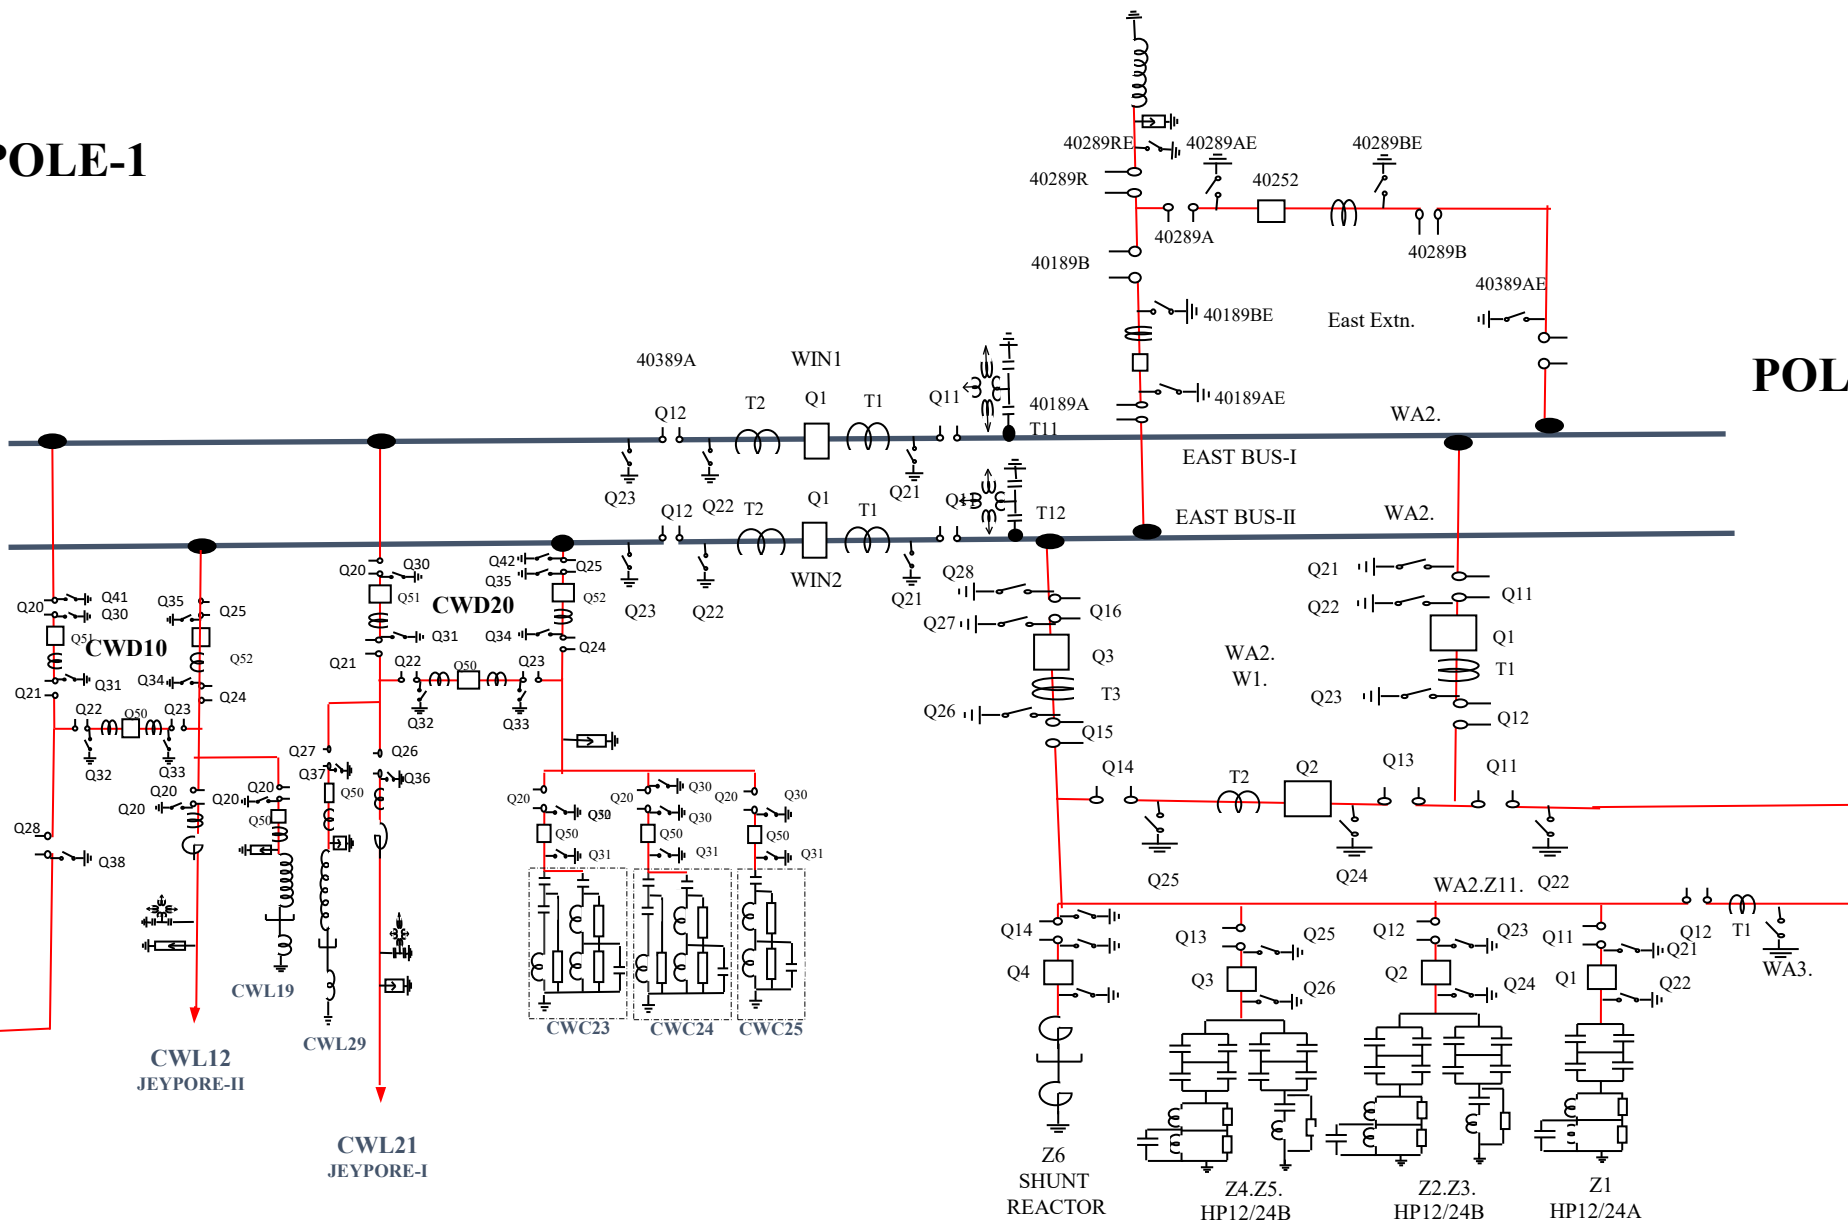 POLE-1
40289RE
40289AE
40289BE
40289R
40252
40289A
40289B
40189B
40389AE
40189BE
East Extn.
POL
40389A
WIN1
40189A
40189AE
WA2.
Q12
T2
Q1
T1
Q11
T11
EAST BUS-I
Q23
Q22
Q21
Q12
T2
Q1
T1
Q11
T12
EAST BUS-II
WA2.
WIN2
Q23
Q22
Q21
Q20
Q41
Q30
Q51
CWD10
Q35
Q25
Q52
Q21
Q31
Q34
Q24
Q22
Q50
Q23
Q32
Q33
Q28
Q38
Q20
Q20
Q20
Q20
Q50
CWL12
JEYPORE-II
CWL19
Q20
Q30
Q51
CWD20
Q42
Q35
Q25
Q52
Q31
Q34
Q24
Q21
Q22
Q50
Q23
Q32
Q33
Q27
Q37
Q50
Q26
Q36
CWL29
CWL21
JEYPORE-I
Q20
Q50
Q31
CWC23
Q20
Q30
Q30
Q50
Q31
CWC24
Q20
Q30
Q50
Q31
CWC25
Q28
Q16
Q27
Q3
T3
Q26
Q15
WA2.
W1.
Q21
Q11
Q22
Q1
T1
Q23
Q12
Q14
T2
Q2
Q13
Q11
Q25
Q24
Q22
WA2.Z11.
Q14
Q4
Q13
Q25
Q3
Q26
Q12
Q23
Q2
Q24
Q11
Q21
Q1
Q22
Q12
T1
WA3.
Z6
SHUNT
REACTOR
Z4.Z5.
HP12/24B
Z2.Z3.
HP12/24B
Z1
HP12/24A